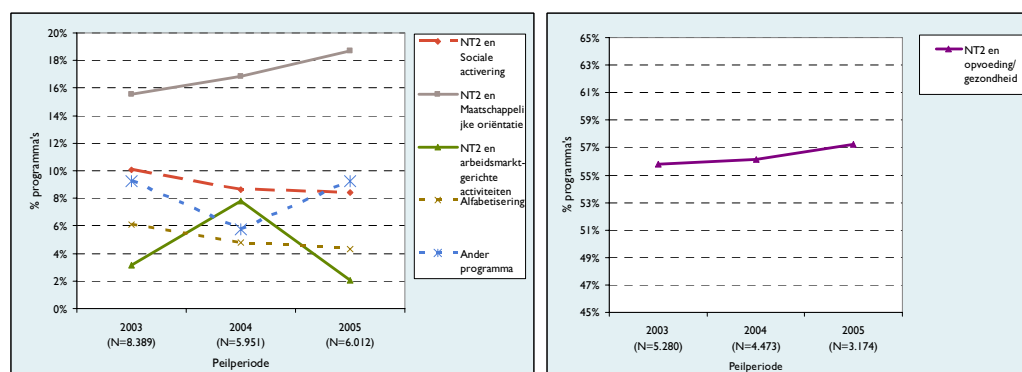 20%
18%
16%
14%
12%
10%
8%
6%
4%
2%
0%
% programma's
2003
(N=8.389)
2004
(N=5.951)
2005
(N=6.012)
Peilperiode
NT2 en
Sociale
activering
NT2 en
Maatschappeli
jke oriëntatie
NT2 en
arbeidsmarkt-
gerichte
activiteiten
Alfabetisering
Ander
programma
65%
63%
61%
59%
57%
55%
53%
51%
49%
47%
45%
% programma's
2003
(N=5.280)
2004
(N=4.473)
2005
(N=3.174)
Peilperiode
NT2 en
opvoeding/
gezondheid